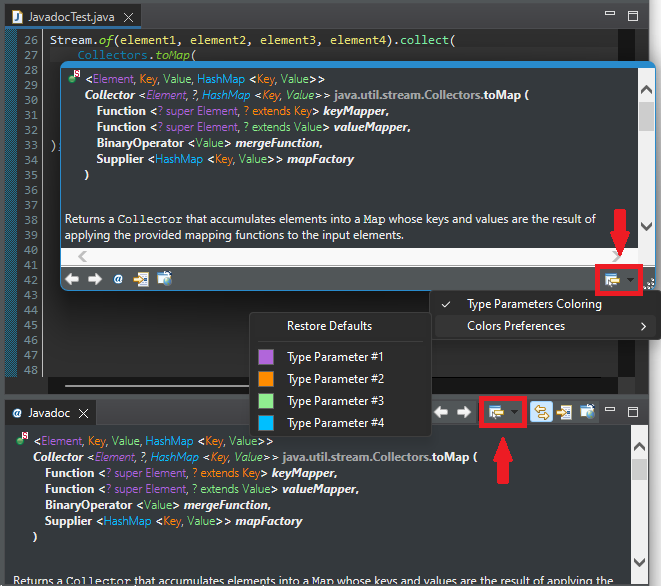 JavadocTest.java
26 Stream.of(element1, element2, element3, element4).collect(
27 Collectors.toMap(
28
29
30
31
32
33 );
34
35
36
37
38
39
40
41
42
43
44
45
46
47
48
<Element, Key, Value, HashMap <Key, Value>>
Collector <Element, ?, HashMap <Key, Value>> java.util.stream.Collectors.toMap (
Function <? super Element, ? extends Key> keyMapper,
Function <? super Element, ? extends Value> valueMapper,
BinaryOperator <Value> mergeFunction,
Supplier <HashMap <Key, Value>> mapFactory
)
Returns a Collector that accumulates elements into a Map whose keys and values are the result of
applying the provided mapping functions to the input elements.
@
Type Parameters Coloring
Colors Preferences
Restore Defaults
Type Parameter #1
Type Parameter #2
Type Parameter #3
Type Parameter #4
@ Javadoc
<Element, Key, Value, HashMap <Key, Value>>
Collector <Element, ?, HashMap <Key, Value>> java.util.stream.Collectors.toMap (
Function <? super Element, ? extends Key> keyMapper,
Function <? super Element, ? extends Value> valueMapper,
BinaryOperator <Value> mergeFunction,
Supplier <HashMap <Key, Value>> mapFactory
)
Returns a Collector that accumulates elements into a Map whose keys and values are the result of applying the